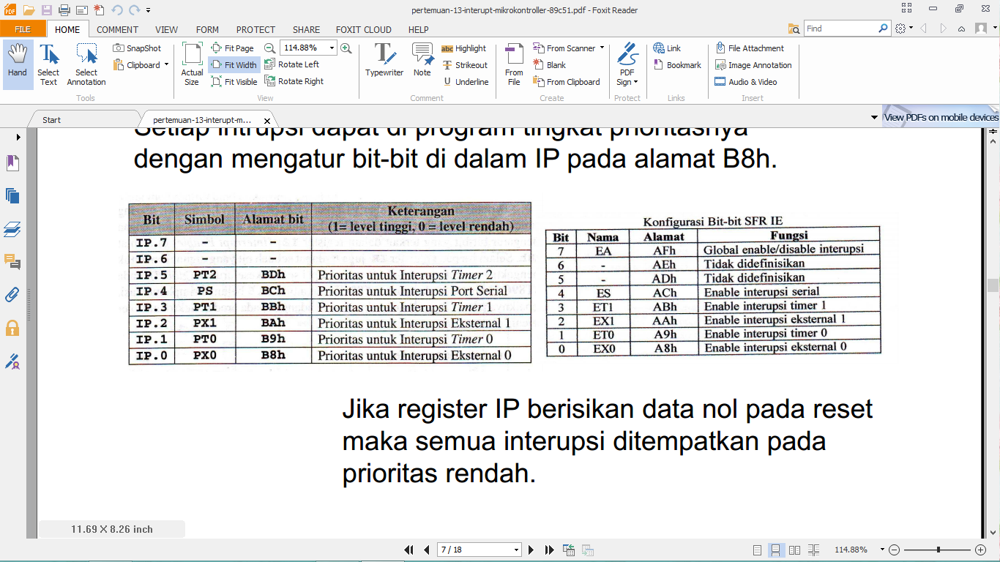 pertemuan-13-interupt-mikrokontroller-89c51.pdf - Foxit Reader
FILE HOME COMMENT VIEW FORM PROTECT SHARE FOXIT CLOUD HELP Find
Hand
Select Text
Select Annotation
SnapShot
Clipboard
Tools
Actual Size
Fit Page
Fit Width
Fit Visible
114.88%
Rotate Left
Rotate Right
View
Typewriter
Note
Highlight
Strikeout
Underline
Comment
From File
From Scanner
Blank
From Clipboard
Create
PDF Sign
Protect
Link
Bookmark
Links
File Attachment
Image Annotation
Audio & Video
Insert
Start pertemuan-13-interupt-m... View PDFs on mobile devices
Setiap intrupsi dapat di program tingkat prioritasnya
dengan mengatur bit-bit di dalam IP pada alamat B8h.
Bit Simbol Alamat bit Keterangan
(1= level tinggi, 0 = level rendah)
IP.7 - -
IP.6 - -
IP.5 PT2 BDh Prioritas untuk Interupsi Timer 2
IP.4 PS BCh Prioritas untuk Interupsi Port Serial
IP.3 PT1 BBh Prioritas untuk Interupsi Timer 1
IP.2 PX1 BAh Prioritas untuk Interupsi Eksternal 1
IP.1 PT0 B9h Prioritas untuk Interupsi Timer 0
IP.0 PX0 B8h Prioritas untuk Interupsi Eksternal 0
Konfigurasi Bit-bit SFR IE
Bit Nama Alamat Fungsi
7 EA AFh Global enable/disable interupsi
6 - AEh Tidak didefinisikan
5 - ADh Tidak didefinisikan
4 ES ACh Enable interupsi serial
3 ET1 ABh Enable interupsi timer 1
2 EX1 AAh Enable interupsi eksternal 1
1 ET0 A9h Enable interupsi timer 0
0 EX0 A8h Enable interupsi eksternal 0
Jika register IP berisikan data nol pada reset
maka semua interupsi ditempatkan pada
prioritas rendah.
11.69 X 8.26 inch
7 / 18
114.88%